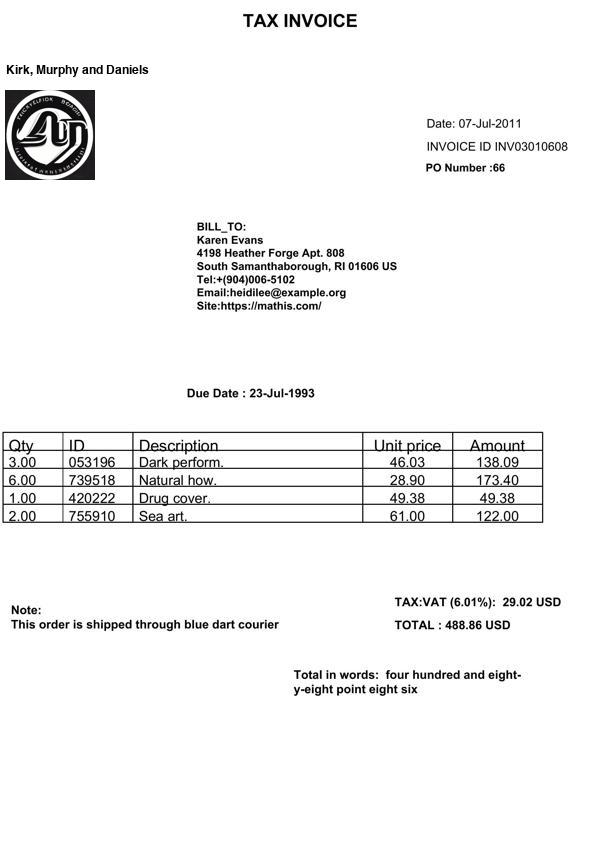 TAX INVOICE
Kirk, Murphy and Daniels
Date: 07-Jul-2011
INVOICE ID INV03010608
PO Number :66
BILL_TO:
Karen Evans
4198 Heather Forge Apt. 808
South Samanthaborough, RI 01606 US
Tel:+(904)006-5102
Email:heidilee@example.org
Site:https://mathis.com/
Due Date : 23-Jul-1993
Qty ID Description Unit price Amount
3.00 053196 Dark perform. 46.03 138.09
6.00 739518 Natural how. 28.90 173.40
1.00 420222 Drug cover. 49.38 49.38
2.00 755910 Sea art. 61.00 122.00
TAX:VAT (6.01%): 29.02 USD
Note:
This order is shipped through blue dart courier
TOTAL : 488.86 USD
Total in words: four hundred and eight-
y-eight point eight six